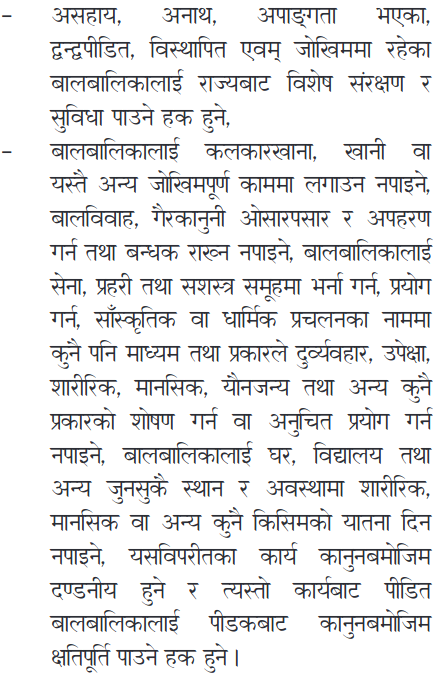 – असहाय, अनाथ, अपाङ्गता भएका,
द्वन्द्वपीडित, विस्थापित एवम् जोखिममा रहेका
बालबालिकालाई राज्यबाट विशेष संरक्षण र
सुविधा पाउने हक हुने,
– बालबालिकालाई कलकारखाना, खानी वा
यस्तै अन्य जोखिमपूर्ण काममा लगाउन नपाइने,
बालविवाह, गैरकानुनी ओसारपसार र अपहरण
गर्न तथा बन्धक राख्न नपाइने, बालबालिकालाई
सेना, प्रहरी तथा सशस्त्र समूहमा भर्ना गर्न, प्रयोग
गर्न, साँस्कृतिक वा धार्मिक प्रचलनका नाममा
कुनै पनि माध्यम तथा प्रकारले दुर्व्यवहार, उपेक्षा,
शारीरिक, मानसिक, यौनजन्य तथा अन्य कुनै
प्रकारको शोषण गर्न वा अनुचित प्रयोग गर्न
नपाइने, बालबालिकालाई घर, विद्यालय तथा
अन्य जुनसुकै स्थान र अवस्थामा शारीरिक,
मानसिक वा अन्य कुनै किसिमको यातना दिन
नपाइने, यसविपरीतका कार्य कानुनबमोजिम
दण्डनीय हुने र त्यस्तो कार्यबाट पीडित
बालबालिकालाई पीडकबाट कानुनबमोजिम
क्षतिपूर्ति पाउने हक हुने ।